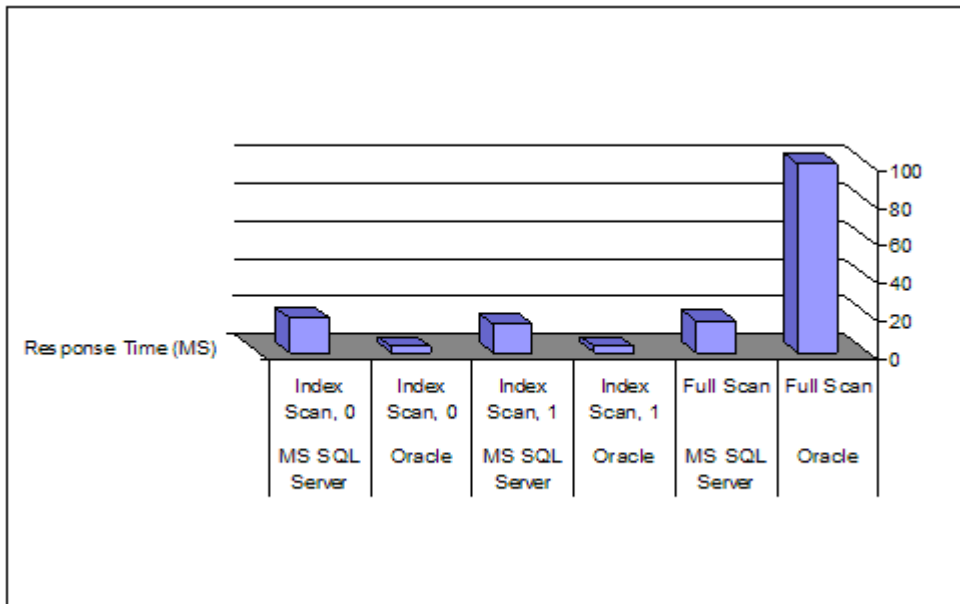 100
80
60
40
20
0
Response Time (MS)
Index Scan, 0
Index Scan, 0
Index Scan, 1
Index Scan, 1
Full Scan
Full Scan
MS SQL Server
Oracle
MS SQL Server
Oracle
MS SQL Server
Oracle